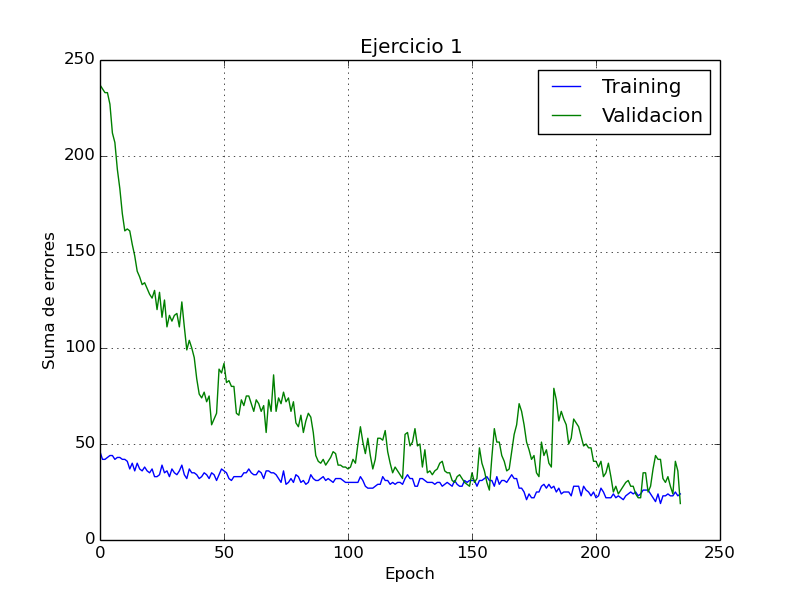 Ejercicio 1
250
200
150
100
50
0
Suma de errores
Training
Validacion
0 50 100 150 200 250
Epoch